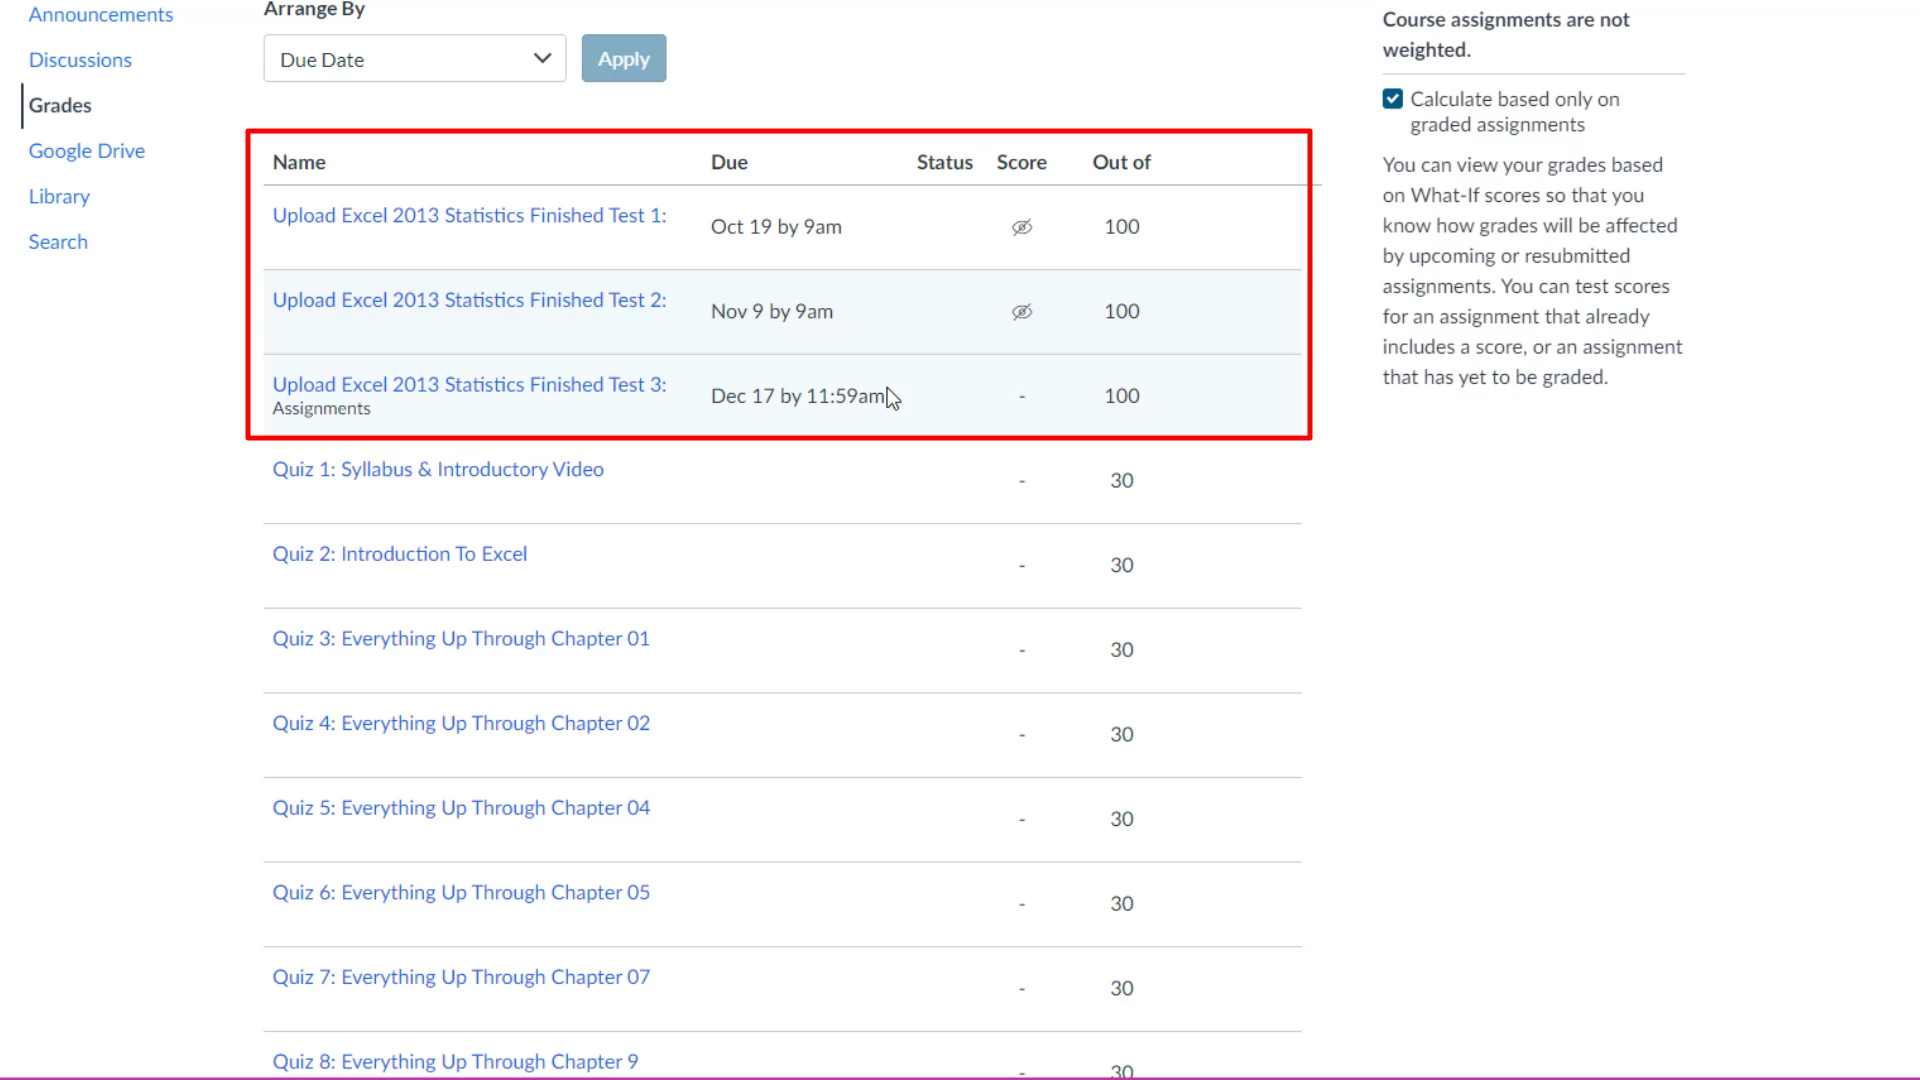 Announcements
Discussions
Grades
Google Drive
Library
Search
Arrange By
Due Date
Apply
Name Due Status Score Out of
Upload Excel 2013 Statistics Finished Test 1:
Oct 19 by 9am 100
Upload Excel 2013 Statistics Finished Test 2:
Nov 9 by 9am 100
Upload Excel 2013 Statistics Finished Test 3:
Assignments
Dec 17 by 11:59am - 100
Quiz 1: Syllabus & Introductory Video
- 30
Quiz 2: Introduction To Excel
- 30
Quiz 3: Everything Up Through Chapter 01
- 30
Quiz 4: Everything Up Through Chapter 02
- 30
Quiz 5: Everything Up Through Chapter 04
- 30
Quiz 6: Everything Up Through Chapter 05
- 30
Quiz 7: Everything Up Through Chapter 07
- 30
Quiz 8: Everything Up Through Chapter 9
- 30
Course assignments are not
weighted.
Calculate based only on
graded assignments
You can view your grades based
on What-If scores so that you
know how grades will be affected
by upcoming or resubmitted
assignments. You can test scores
for an assignment that already
includes a score, or an assignment
that has yet to be graded.